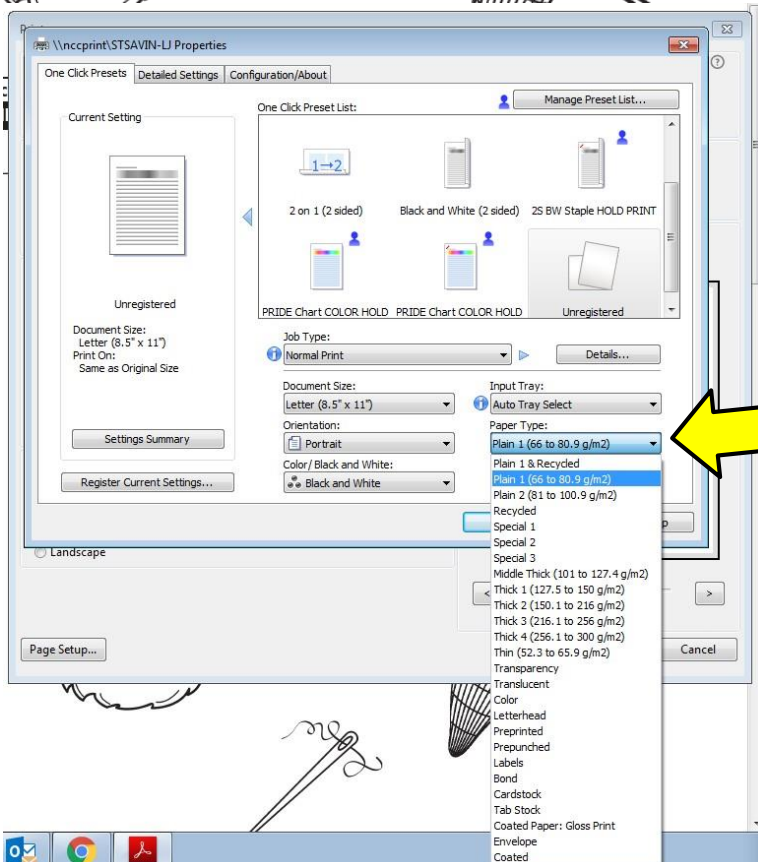 \\nccprint\STSAVIN-LJ Properties
One Click Presets
Detailed Settings
Configuration/About
Current Setting
Unregistered
Document Size:
Letter (8.5" x 11")
Print On:
Same as Original Size
Settings Summary
Register Current Settings...
One Click Preset List:
Manage Preset List...
1→2
2 on 1 (2 sided)
Black and White (2 sided)
2S BW Staple HOLD PRINT
PRIDE Chart COLOR HOLD
PRIDE Chart COLOR HOLD
Unregistered
Job Type:
Normal Print
Details...
Document Size:
Letter (8.5" x 11")
Input Tray:
Auto Tray Select
Orientation:
Portrait
Paper Type:
Plain 1 (66 to 80.9 g/m2)
Color/ Black and White:
Black and White
Plain 1 & Recycled
Plain 1 (66 to 80.9 g/m2)
Plain 2 (81 to 100.9 g/m2)
Recycled
Special 1
Special 2
Special 3
Middle Thick (101 to 127.4 g/m2)
Thick 1 (127.5 to 150 g/m2)
Thick 2 (150.1 to 216 g/m2)
Thick 3 (216.1 to 256 g/m2)
Thick 4 (256.1 to 300 g/m2)
Thin (52.3 to 65.9 g/m2)
Transparency
Translucent
Color
Letterhead
Preprinted
Prepunched
Labels
Bond
Cardstock
Tab Stock
Coated Paper: Gloss Print
Envelope
Coated
Landscape
<
>
Page Setup...
Cancel